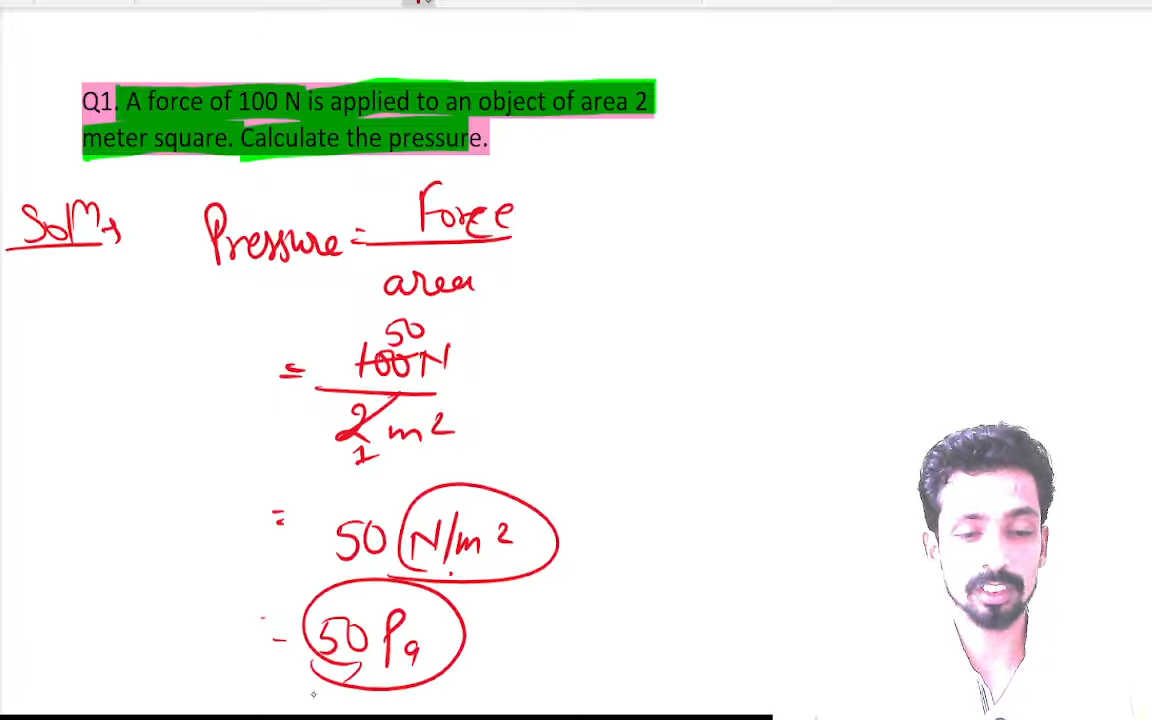 Q1. A force of 100 N is applied to an object of area 2
meter square. Calculate the pressure.
Soln
Pressure = Force
area
50
= 100N
2 m2
1
= 50 N/m2
= 50 Pa